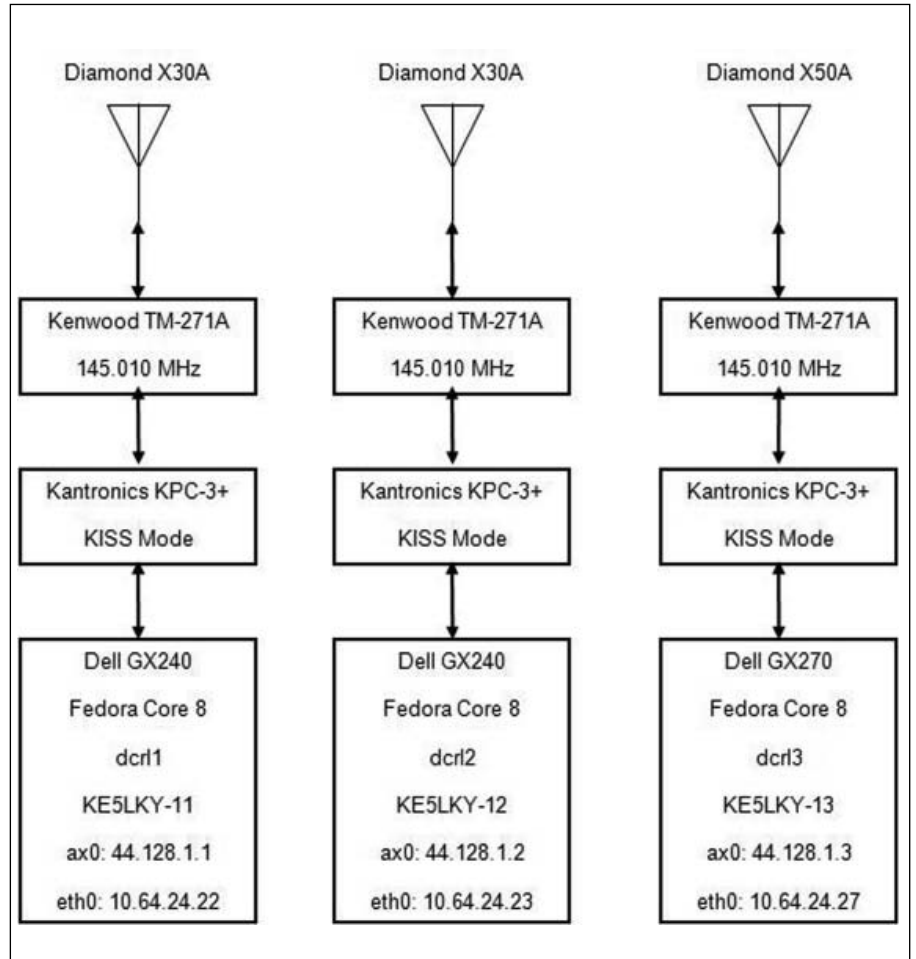 Diamond X30A
Kenwood TM-271A
145.010 MHz
Kantronics KPC-3+
KISS Mode
Dell GX240
Fedora Core 8
dcrl1
KE5LKY-11
ax0: 44.128.1.1
eth0: 10.64.24.22
Diamond X30A
Kenwood TM-271A
145.010 MHz
Kantronics KPC-3+
KISS Mode
Dell GX240
Fedora Core 8
dcrl2
KE5LKY-12
ax0: 44.128.1.2
eth0: 10.64.24.23
Diamond X50A
Kenwood TM-271A
145.010 MHz
Kantronics KPC-3+
KISS Mode
Dell GX270
Fedora Core 8
dcrl3
KE5LKY-13
ax0: 44.128.1.3
eth0: 10.64.24.27